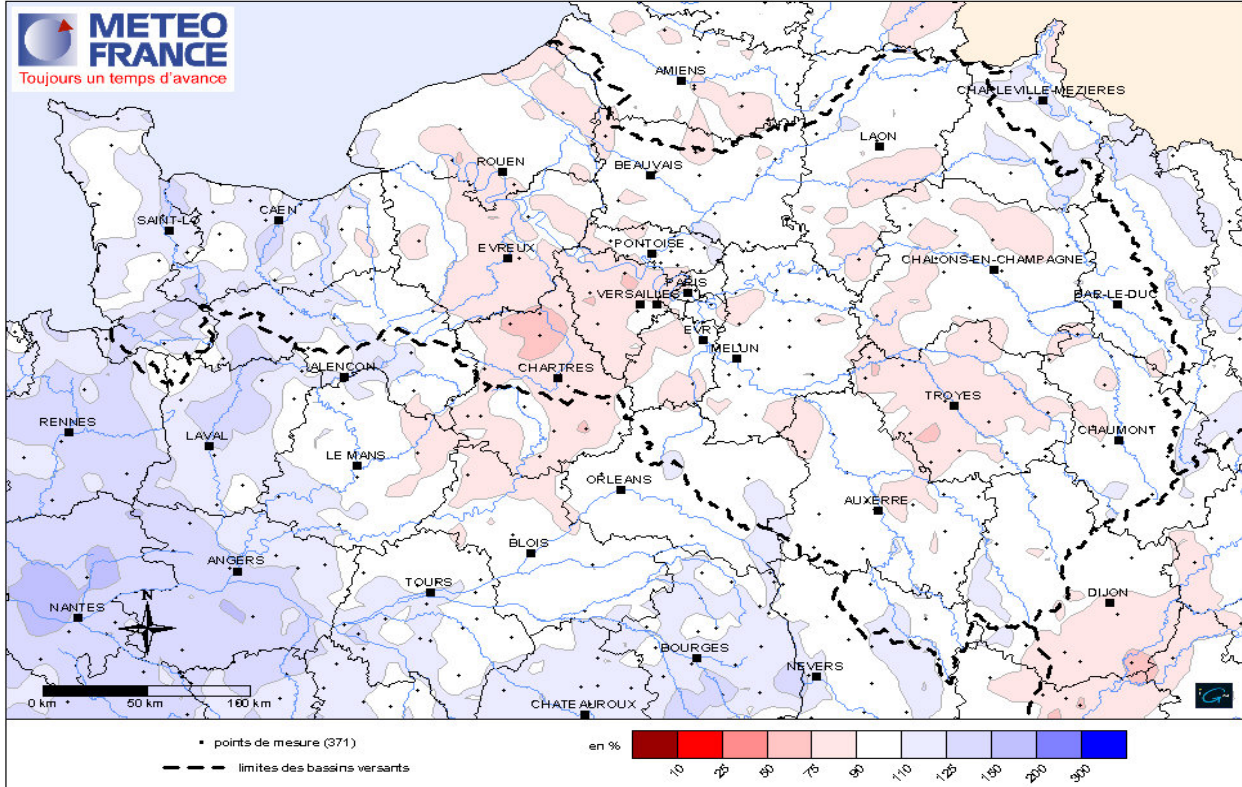 METEO
FRANCE
Toujours un temps d'avance
AMIENS
CHARLEVILLE-MEZIERES
LAON
ROUEN
BEAUVAIS
SAINT-LO
CAEN
EVREUX
PONTOISE
CHALONS-EN-CHAMPAGNE
PARIS
VERSAILLES
BAR-LE-DUC
EVRY
MELUN
ALENCON
CHARTRES
TROYES
RENNES
LAVAL
CHAUMONT
LE MANS
ORLEANS
AUXERRE
BLOIS
ANGERS
TOURS
DIJON
N
NANTES
BOURGES
NEVERS
0 km 50 km 100 km
CHATEAUROUX
points de mesure (371)
limites des bassins versants
en %
10 25 50 75 90 110 125 150 200 300